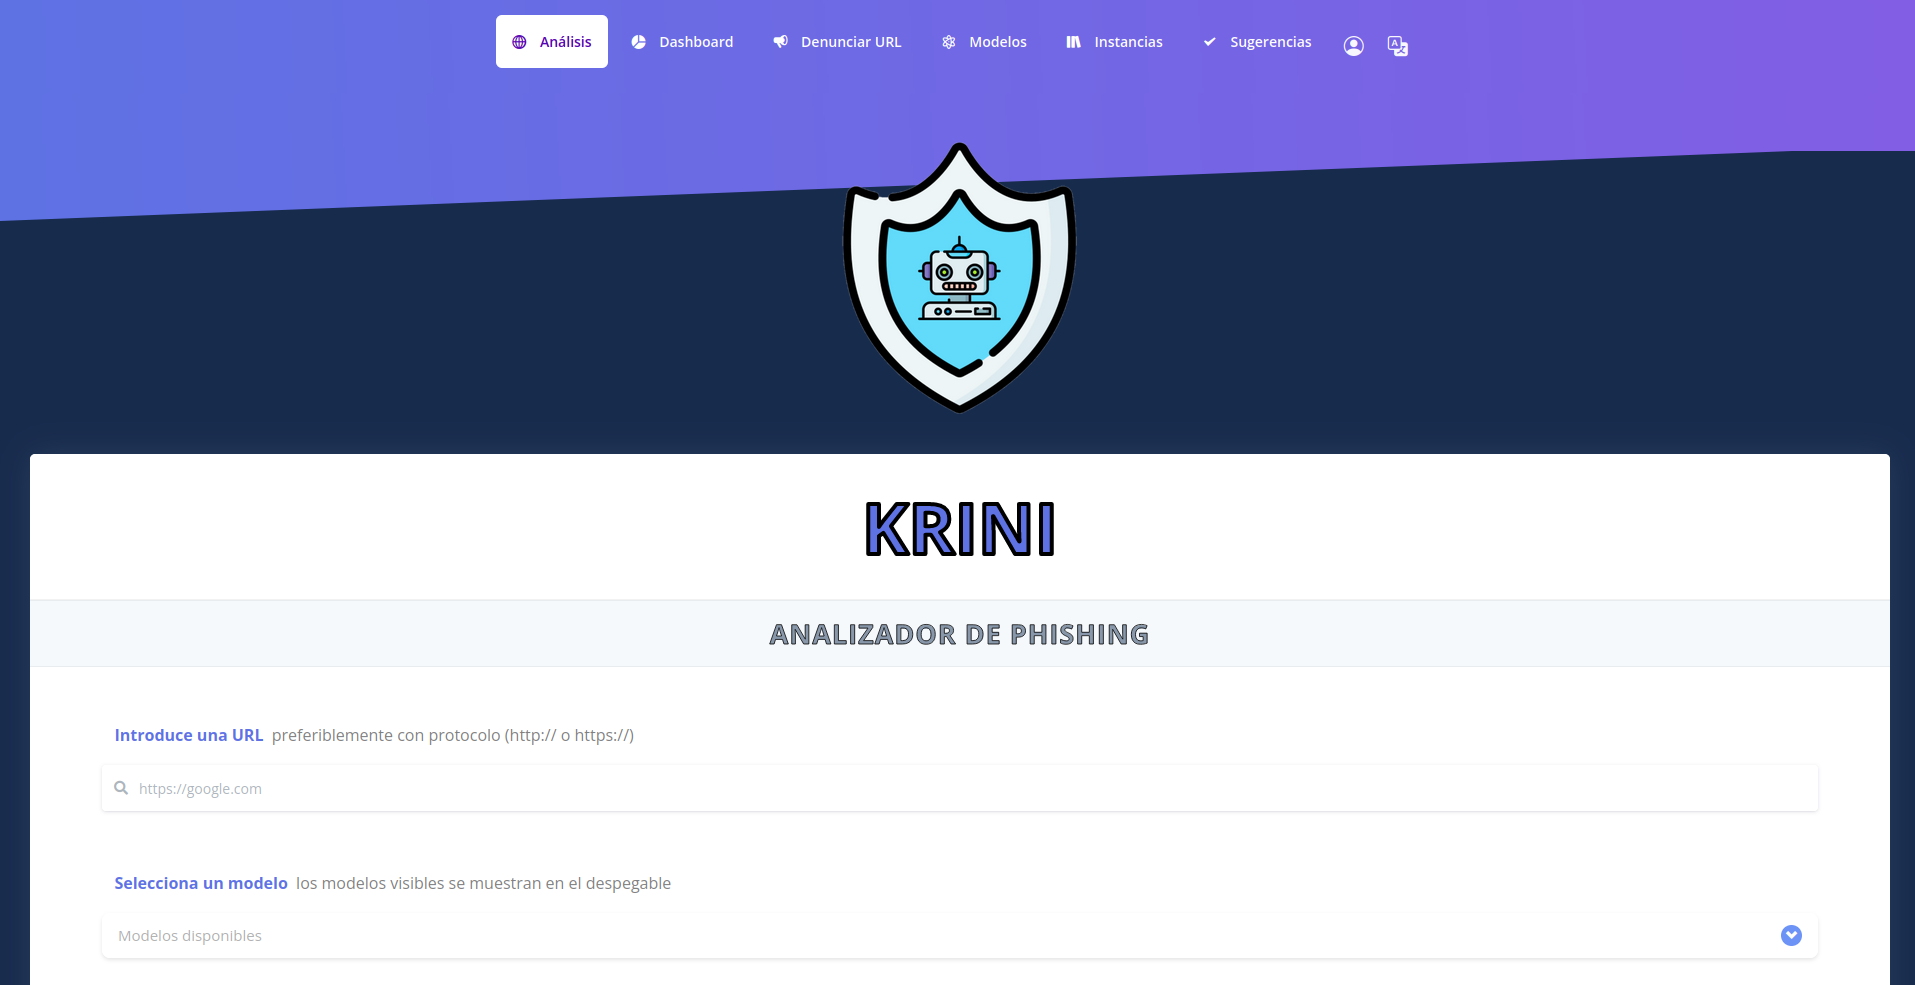 Análisis Dashboard Denunciar URL Modelos Instancias Sugerencias
KRINI
ANALIZADOR DE PHISHING
Introduce una URL preferiblemente con protocolo (http:// o https://)
https://google.com
Selecciona un modelo los modelos visibles se muestran en el despegable
Modelos disponibles